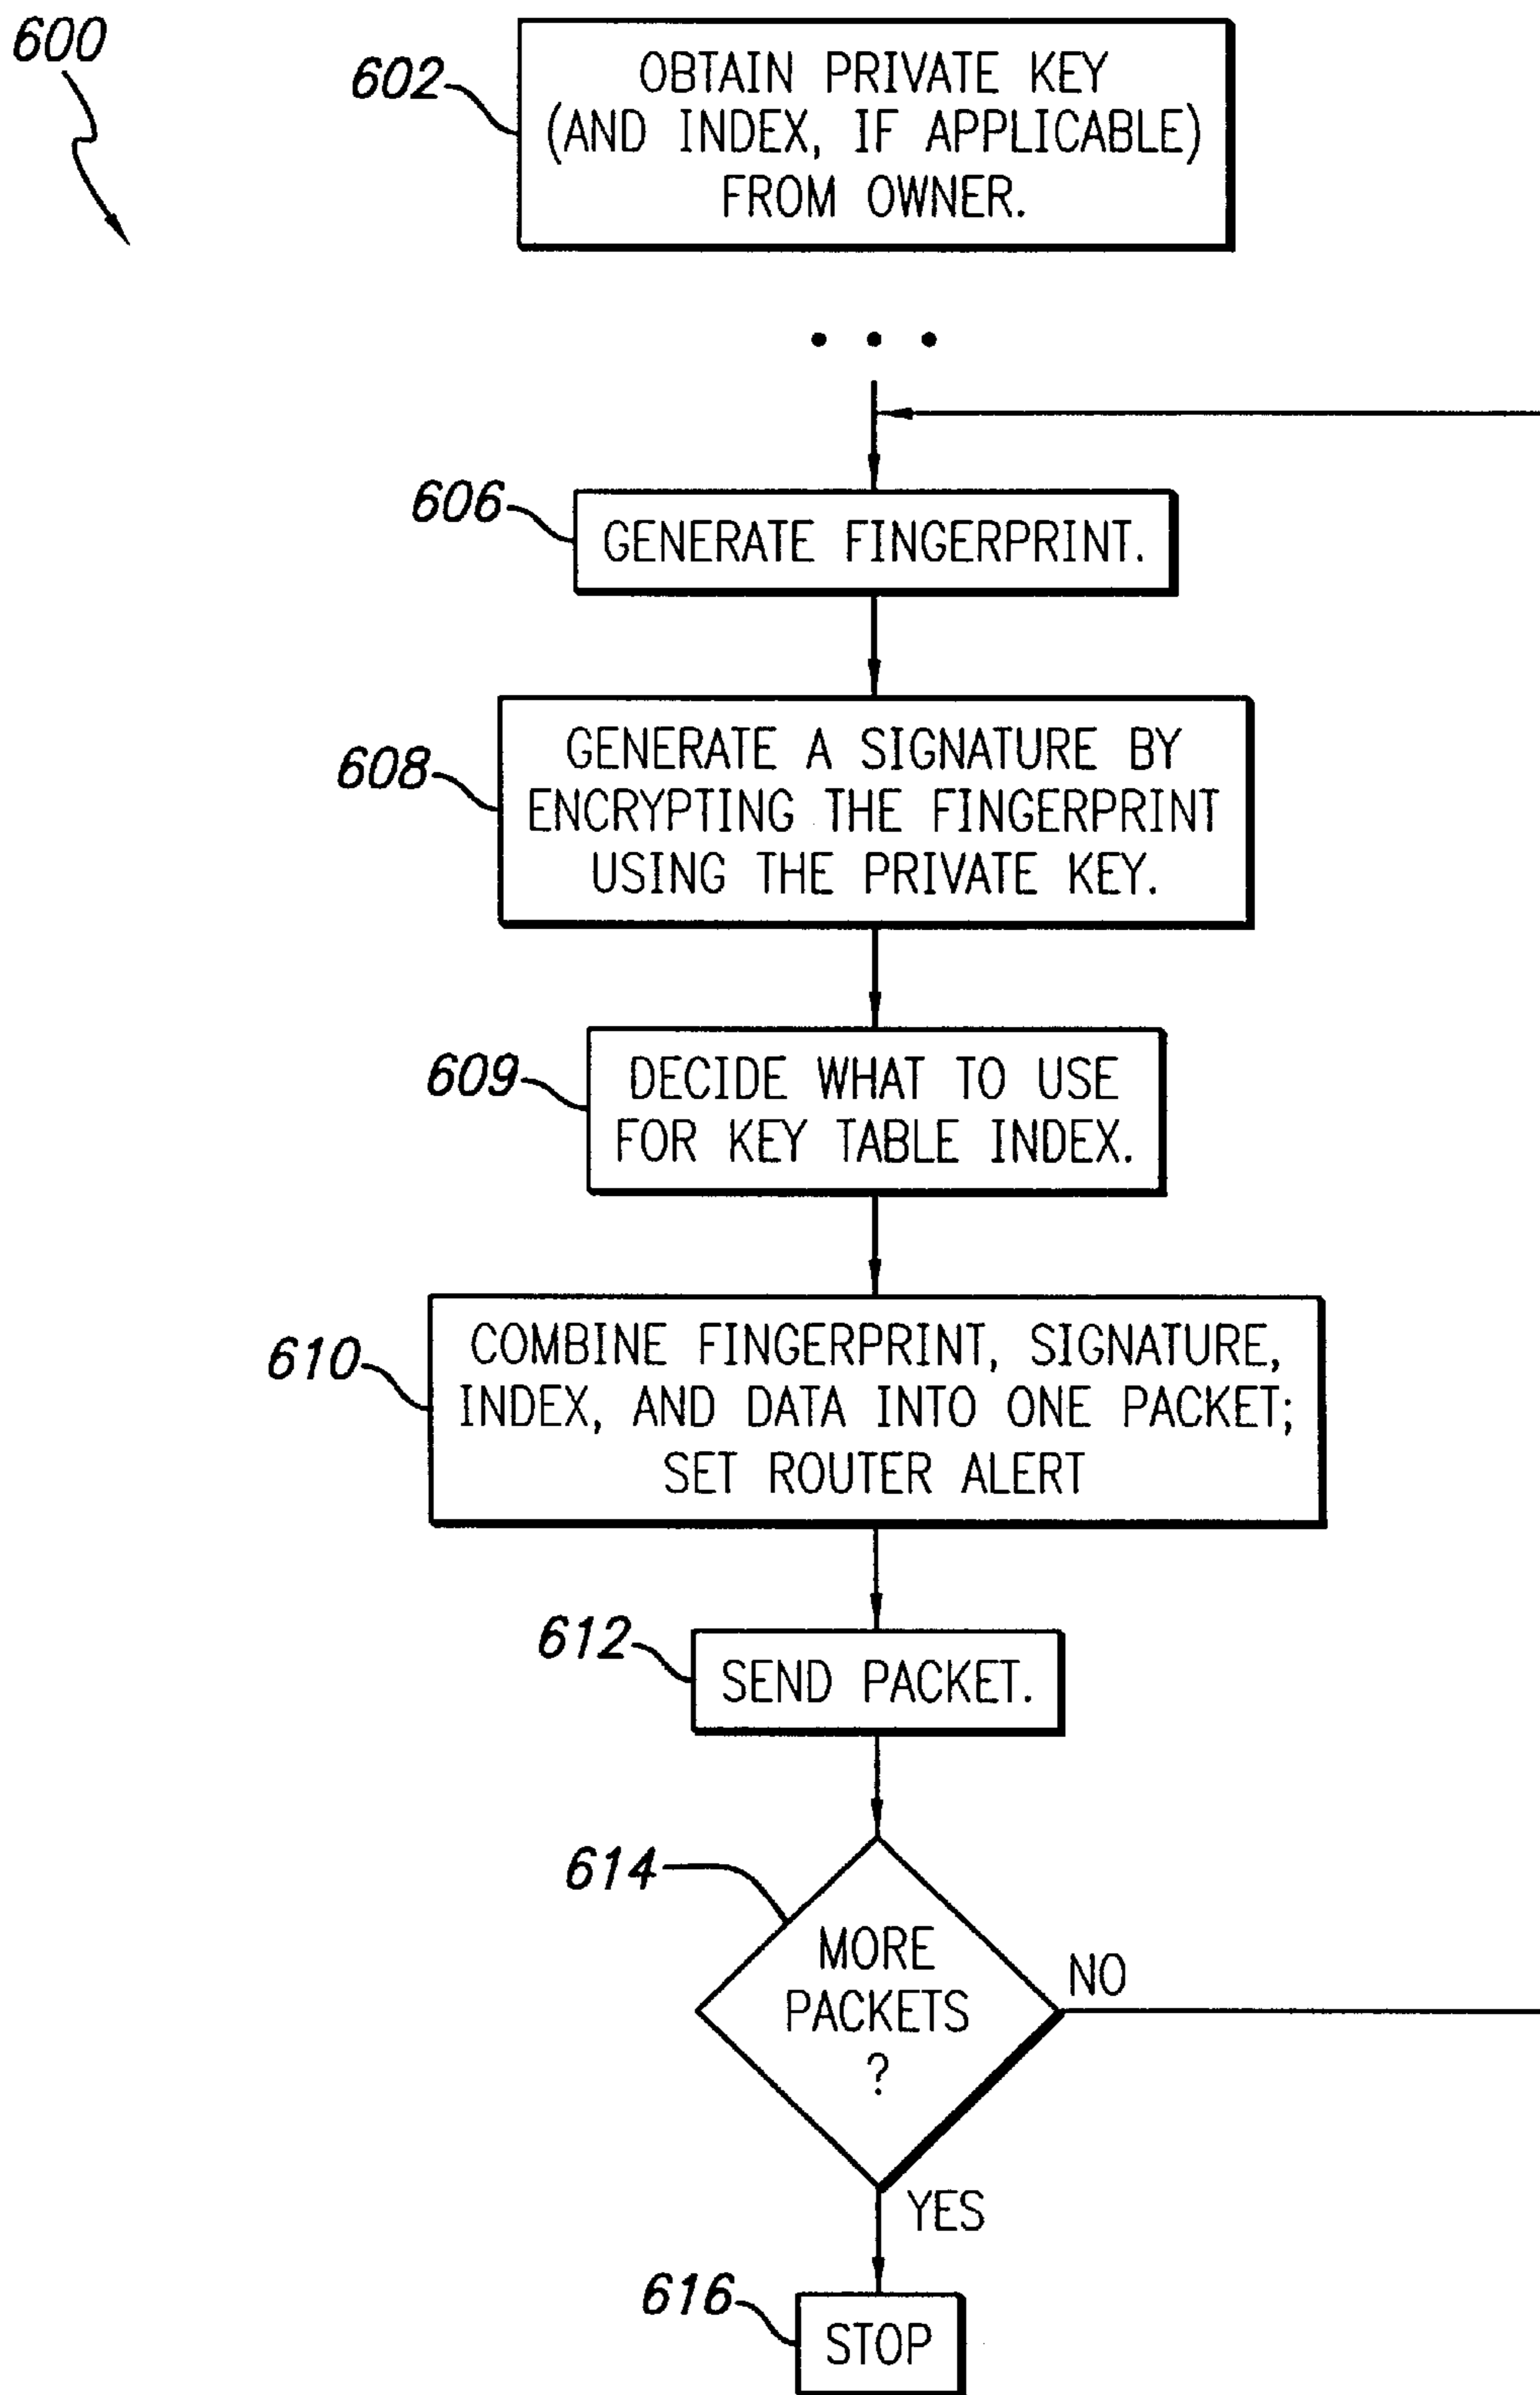 600
602
OBTAIN PRIVATE KEY
(AND INDEX, IF APPLICABLE)
FROM OWNER.
606
GENERATE FINGERPRINT.
608
GENERATE A SIGNATURE BY
ENCRYPTING THE FINGERPRINT
USING THE PRIVATE KEY.
609
DECIDE WHAT TO USE
FOR KEY TABLE INDEX.
610
COMBINE FINGERPRINT, SIGNATURE,
INDEX, AND DATA INTO ONE PACKET;
SET ROUTER ALERT
612
SEND PACKET.
614
MORE
PACKETS
?
NO
YES
616
STOP